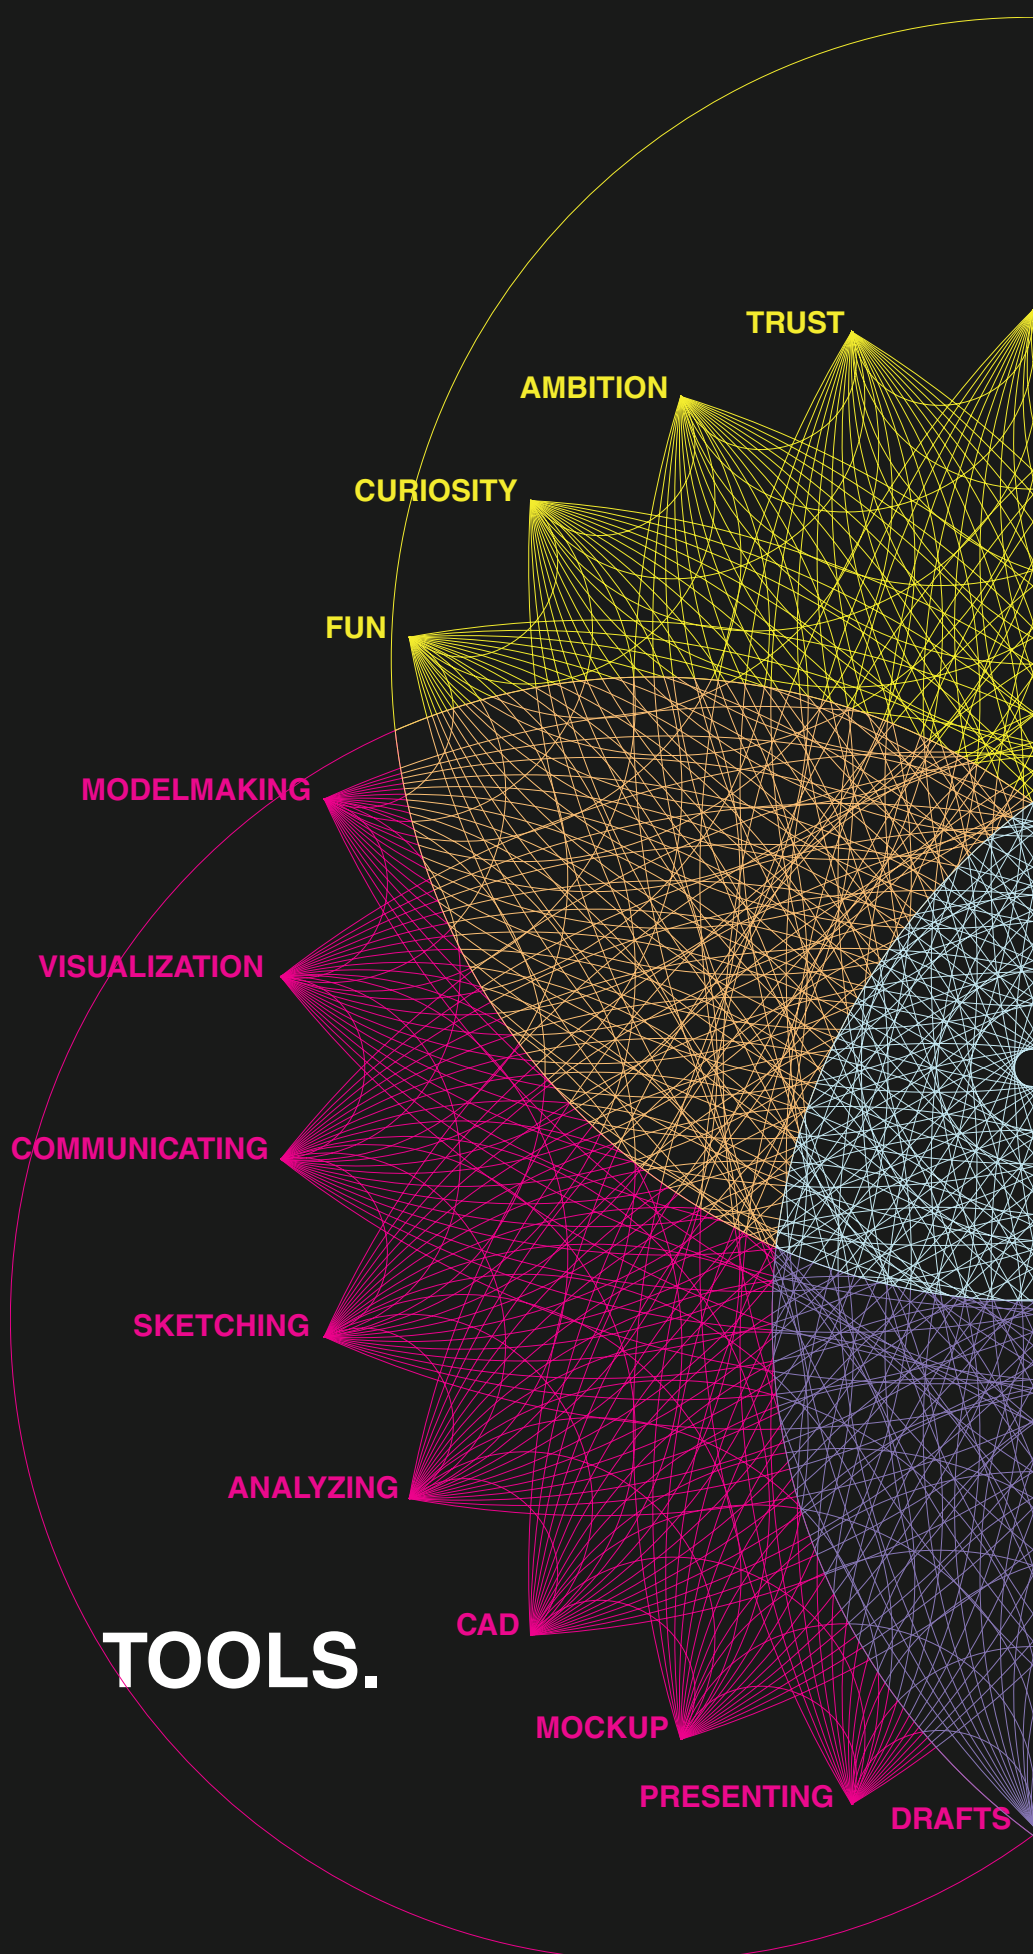 TRUST
AMBITION
CURIOSITY
FUN
MODELMAKING
VISUALIZATION
COMMUNICATING
SKETCHING
ANALYZING
CAD
TOOLS.
MOCKUP
PRESENTING
DRAFTS